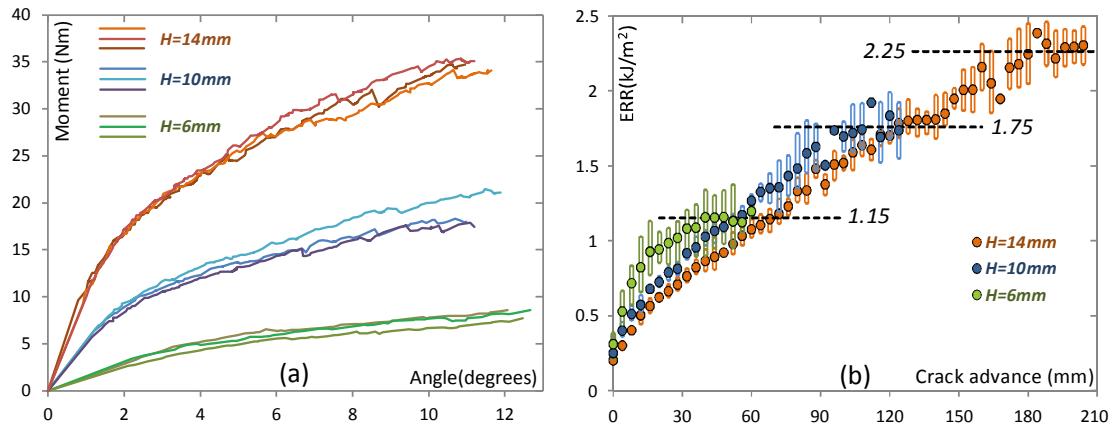 Moment (Nm)
40
35
30
25
20
15
10
5
0
H=14mm
H=10mm
H=6mm
(a)
Angle(degrees)
0 2 4 6 8 10 12
ERR(kJ/m²)
2.5
2
1.5
1
0.5
0
2.25
1.75
1.15
H=14mm
H=10mm
H=6mm
(b)
Crack advance (mm)
0 30 60 90 120 150 180 210